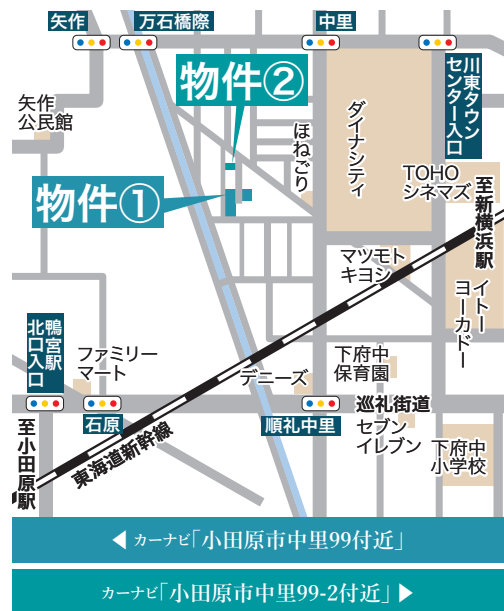 矢作
万石橋際
中里
川東タウン
センター入口
物件②
矢作
公民館
ほねごり
ダイナシティ
TOHO
シネマズ
至新横浜駅
物件①
マツモト
キヨシ
イトー
ヨーカドー
鴨宮駅
北口入口
ファミリー
マート
デニーズ
下府中
保育園
石原
順礼中里
巡礼街道
セブン
イレブン
至小田原駅
東海道新幹線
下府中
小学校
◀ カーナビ「小田原市中里99付近」
カーナビ「小田原市中里99-2付近」▶